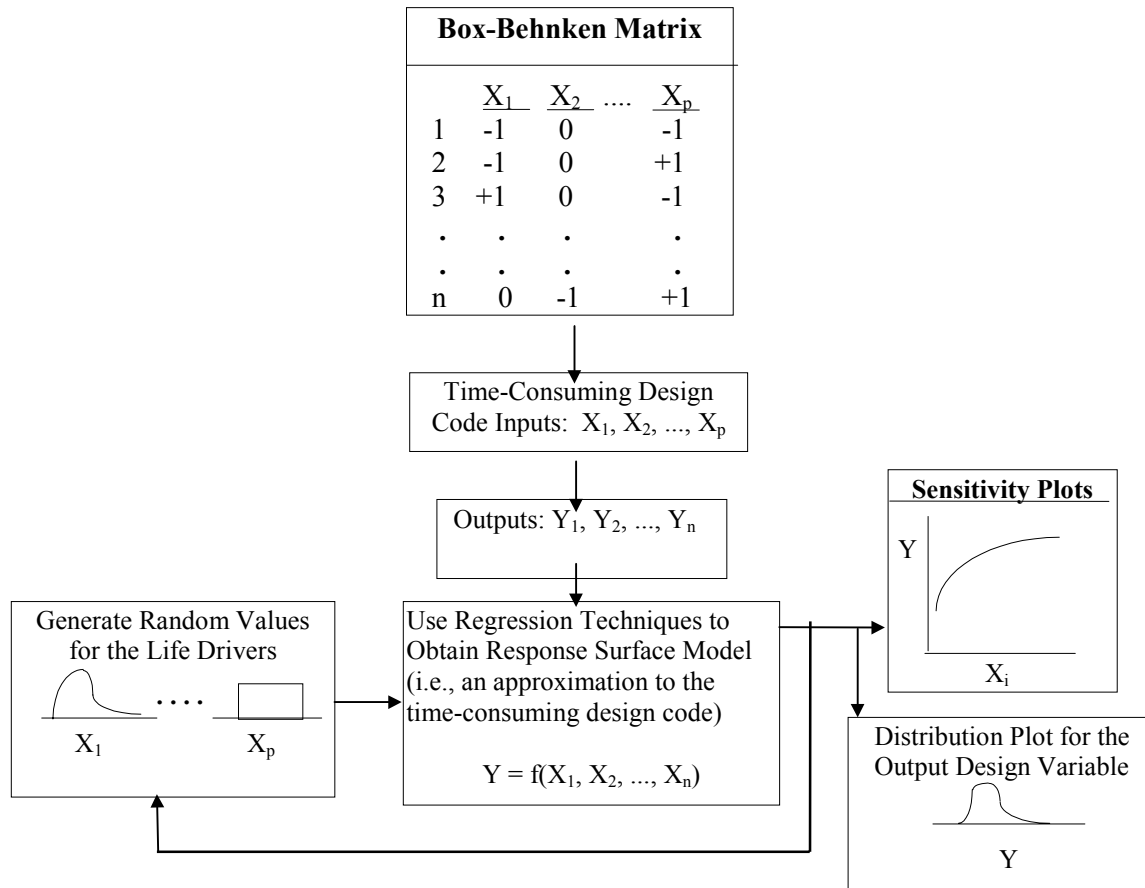 Box-Behnken Matrix
X1 X2 .... Xp
1 -1 0 -1
2 -1 0 +1
3 +1 0 -1
. . . .
. . . .
n 0 -1 +1
Time-Consuming Design
Code Inputs: X1, X2, ..., Xp
Outputs: Y1, Y2, ..., Yn
Sensitivity Plots
Y
Xi
Generate Random Values
for the Life Drivers
....
X1 Xp
Use Regression Techniques to
Obtain Response Surface Model
(i.e., an approximation to the
time-consuming design code)
Y = f(X1, X2, ..., Xn)
Distribution Plot for the
Output Design Variable
Y